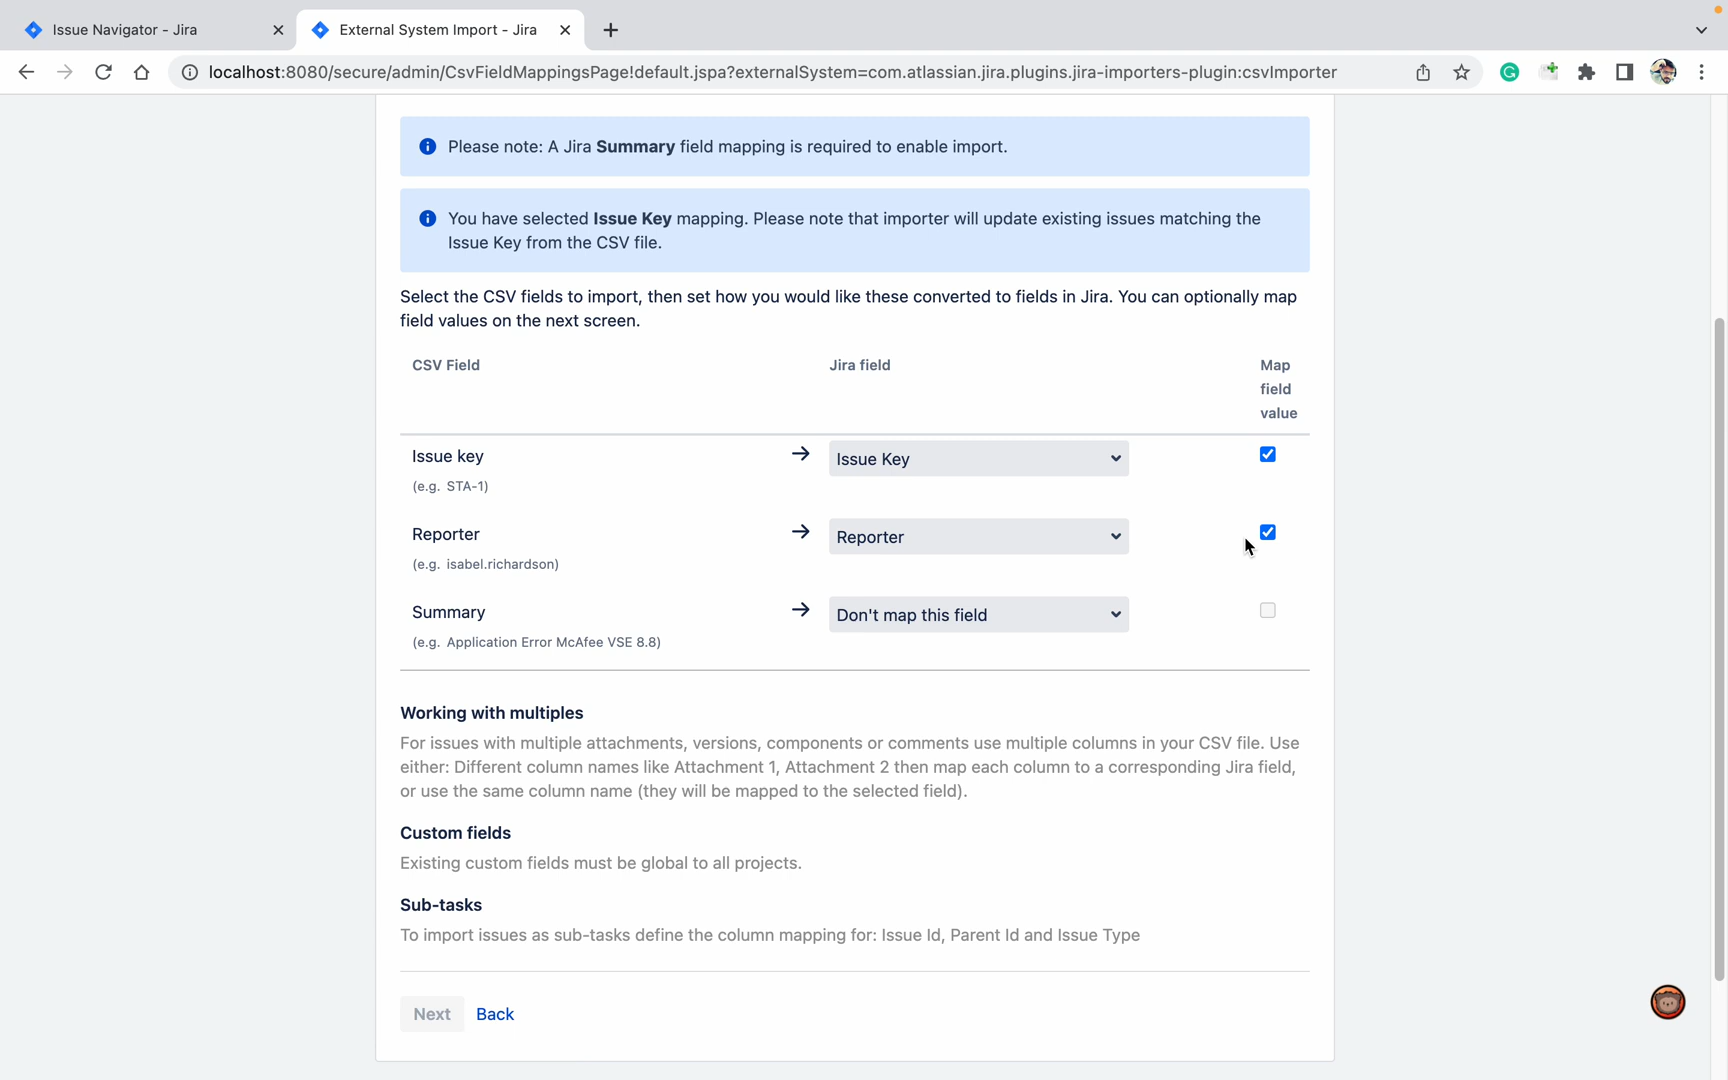 Issue Navigator - Jira
External System Import - Jira
localhost:8080/secure/admin/CsvFieldMappingsPage!default.jspa?externalSystem=com.atlassian.jira.plugins.jira-importers-plugin:csvImporter
Please note: A Jira Summary field mapping is required to enable import.
You have selected Issue Key mapping. Please note that importer will update existing issues matching the
Issue Key from the CSV file.
Select the CSV fields to import, then set how you would like these converted to fields in Jira. You can optionally map
field values on the next screen.
CSV Field
Jira field
Map
field
value
Issue key
Issue Key
(e.g. STA-1)
Reporter
Reporter
(e.g. isabel.richardson)
Summary
Don't map this field
(e.g. Application Error McAfee VSE 8.8)
Working with multiples
For issues with multiple attachments, versions, components or comments use multiple columns in your CSV file. Use
either: Different column names like Attachment 1, Attachment 2 then map each column to a corresponding Jira field,
or use the same column name (they will be mapped to the selected field).
Custom fields
Existing custom fields must be global to all projects.
Sub-tasks
To import issues as sub-tasks define the column mapping for: Issue Id, Parent Id and Issue Type
Next
Back